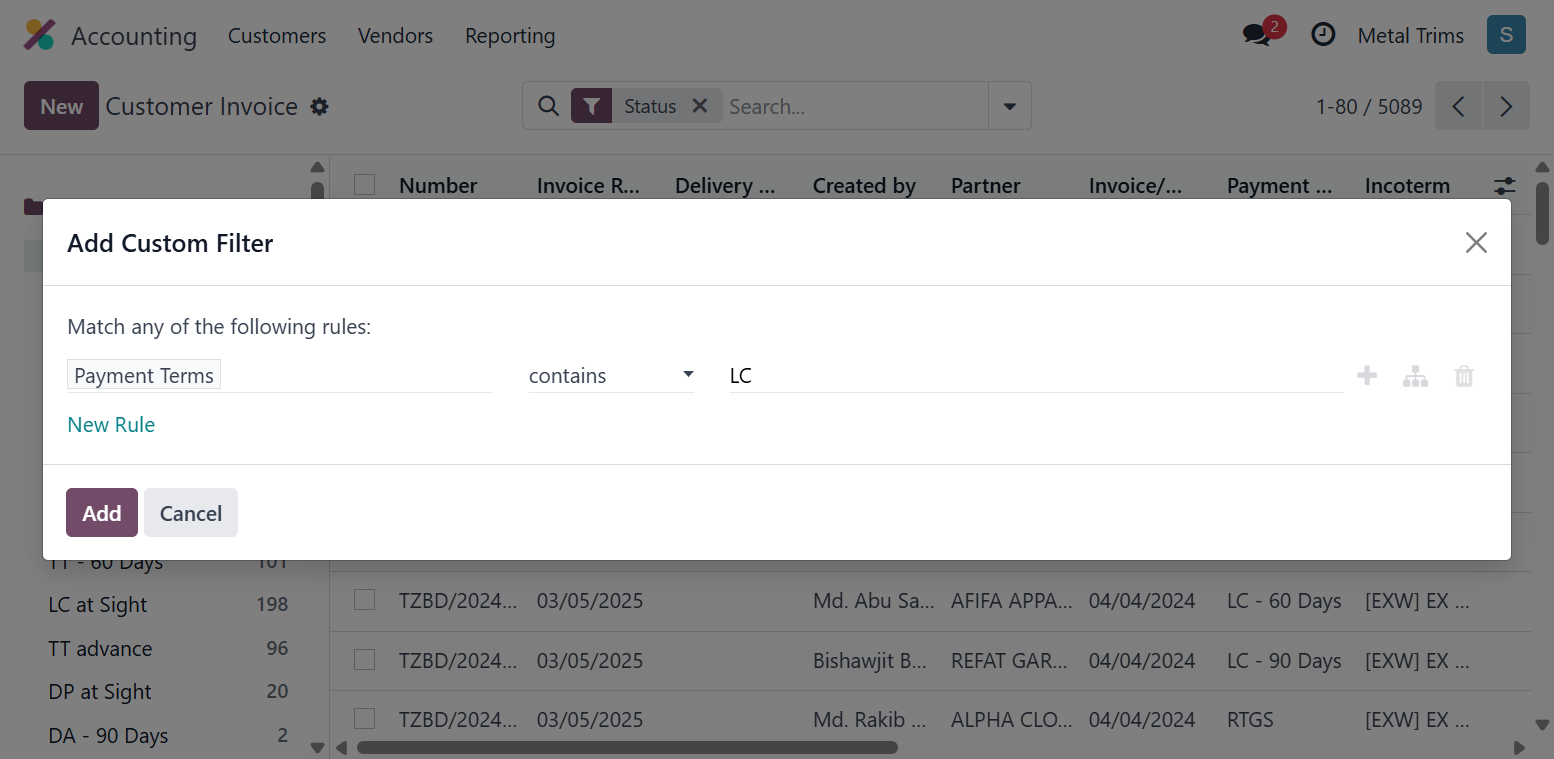 Accounting Customers Vendors Reporting 2 Metal Trims S
New Customer Invoice Status Search... 1-80 / 5089
Number Invoice R... Delivery ... Created by Partner Invoice/... Payment ... Incoterm
Add Custom Filter
Match any of the following rules:
Payment Terms contains LC
New Rule
Add Cancel
TT - 60 Days 101
LC at Sight 198
TT advance 96
DP at Sight 20
DA - 90 Days 2
TZBD/2024... 03/05/2025 Md. Abu Sa... AFIFA APPA... 04/04/2024 LC - 60 Days [EXW] EX ...
TZBD/2024... 03/05/2025 Bishawjit B... REFAT GAR... 04/04/2024 LC - 90 Days [EXW] EX ...
TZBD/2024... 03/05/2025 Md. Rakib ... ALPHA CLO... 04/04/2024 RTGS [EXW] EX ...